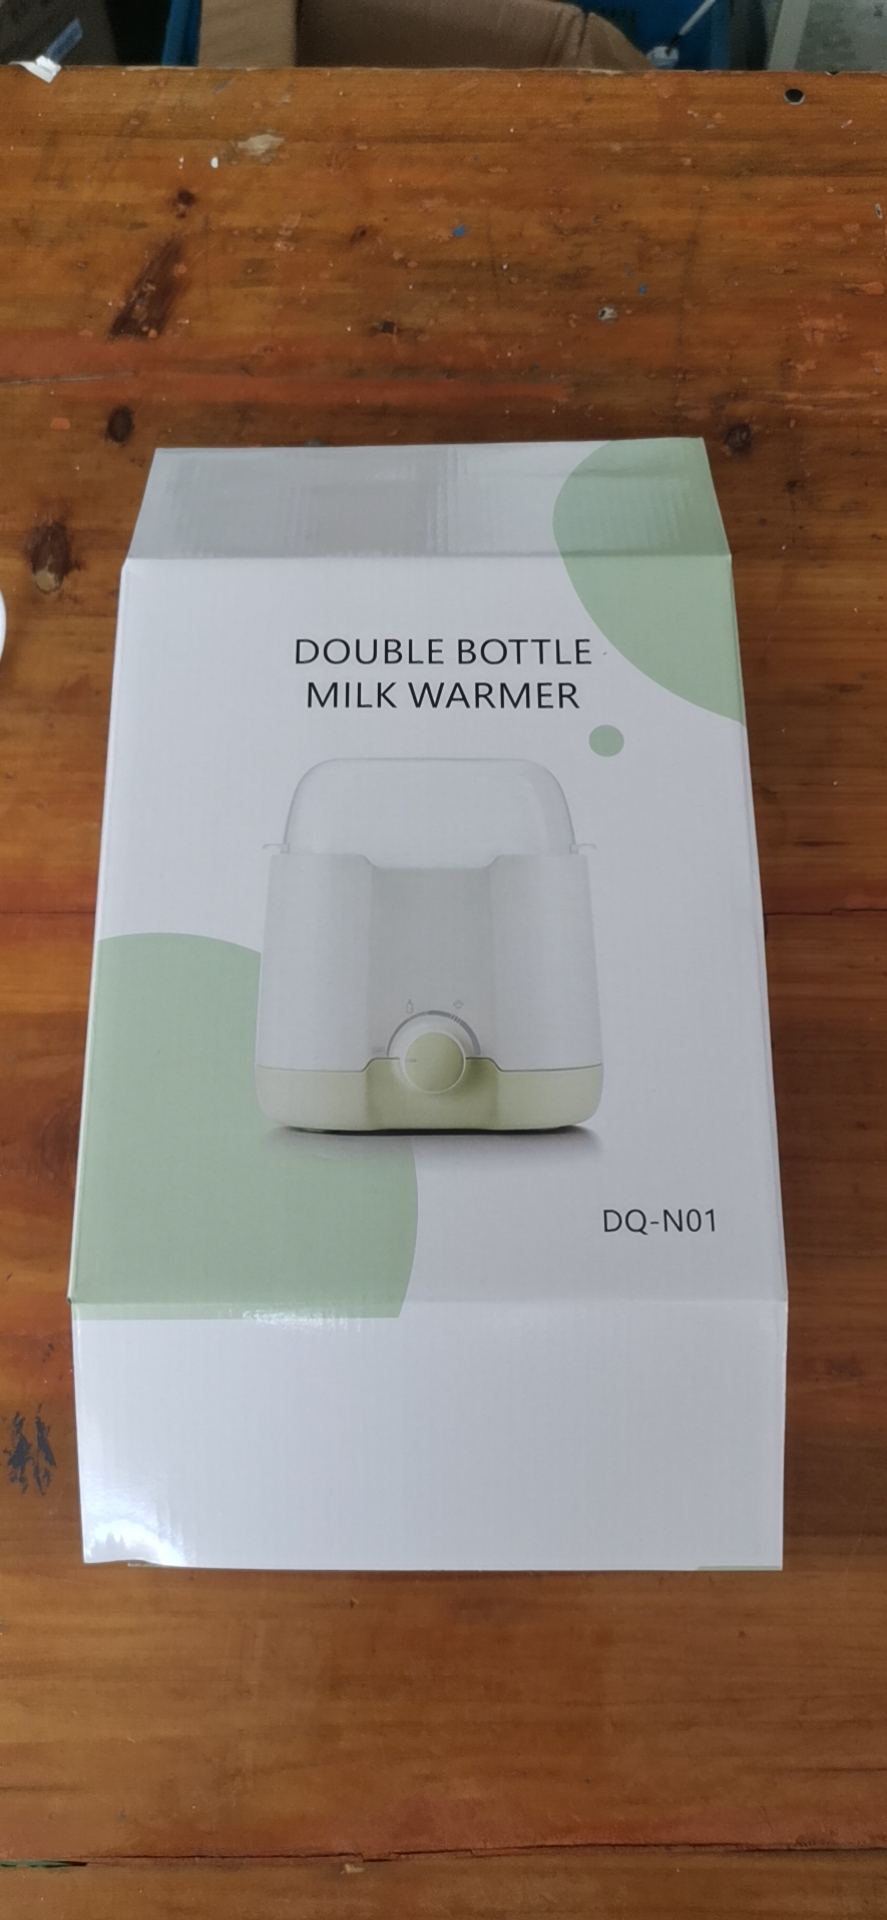 DOUBLE BOTTLE
MILK WARMER
DQ-N01